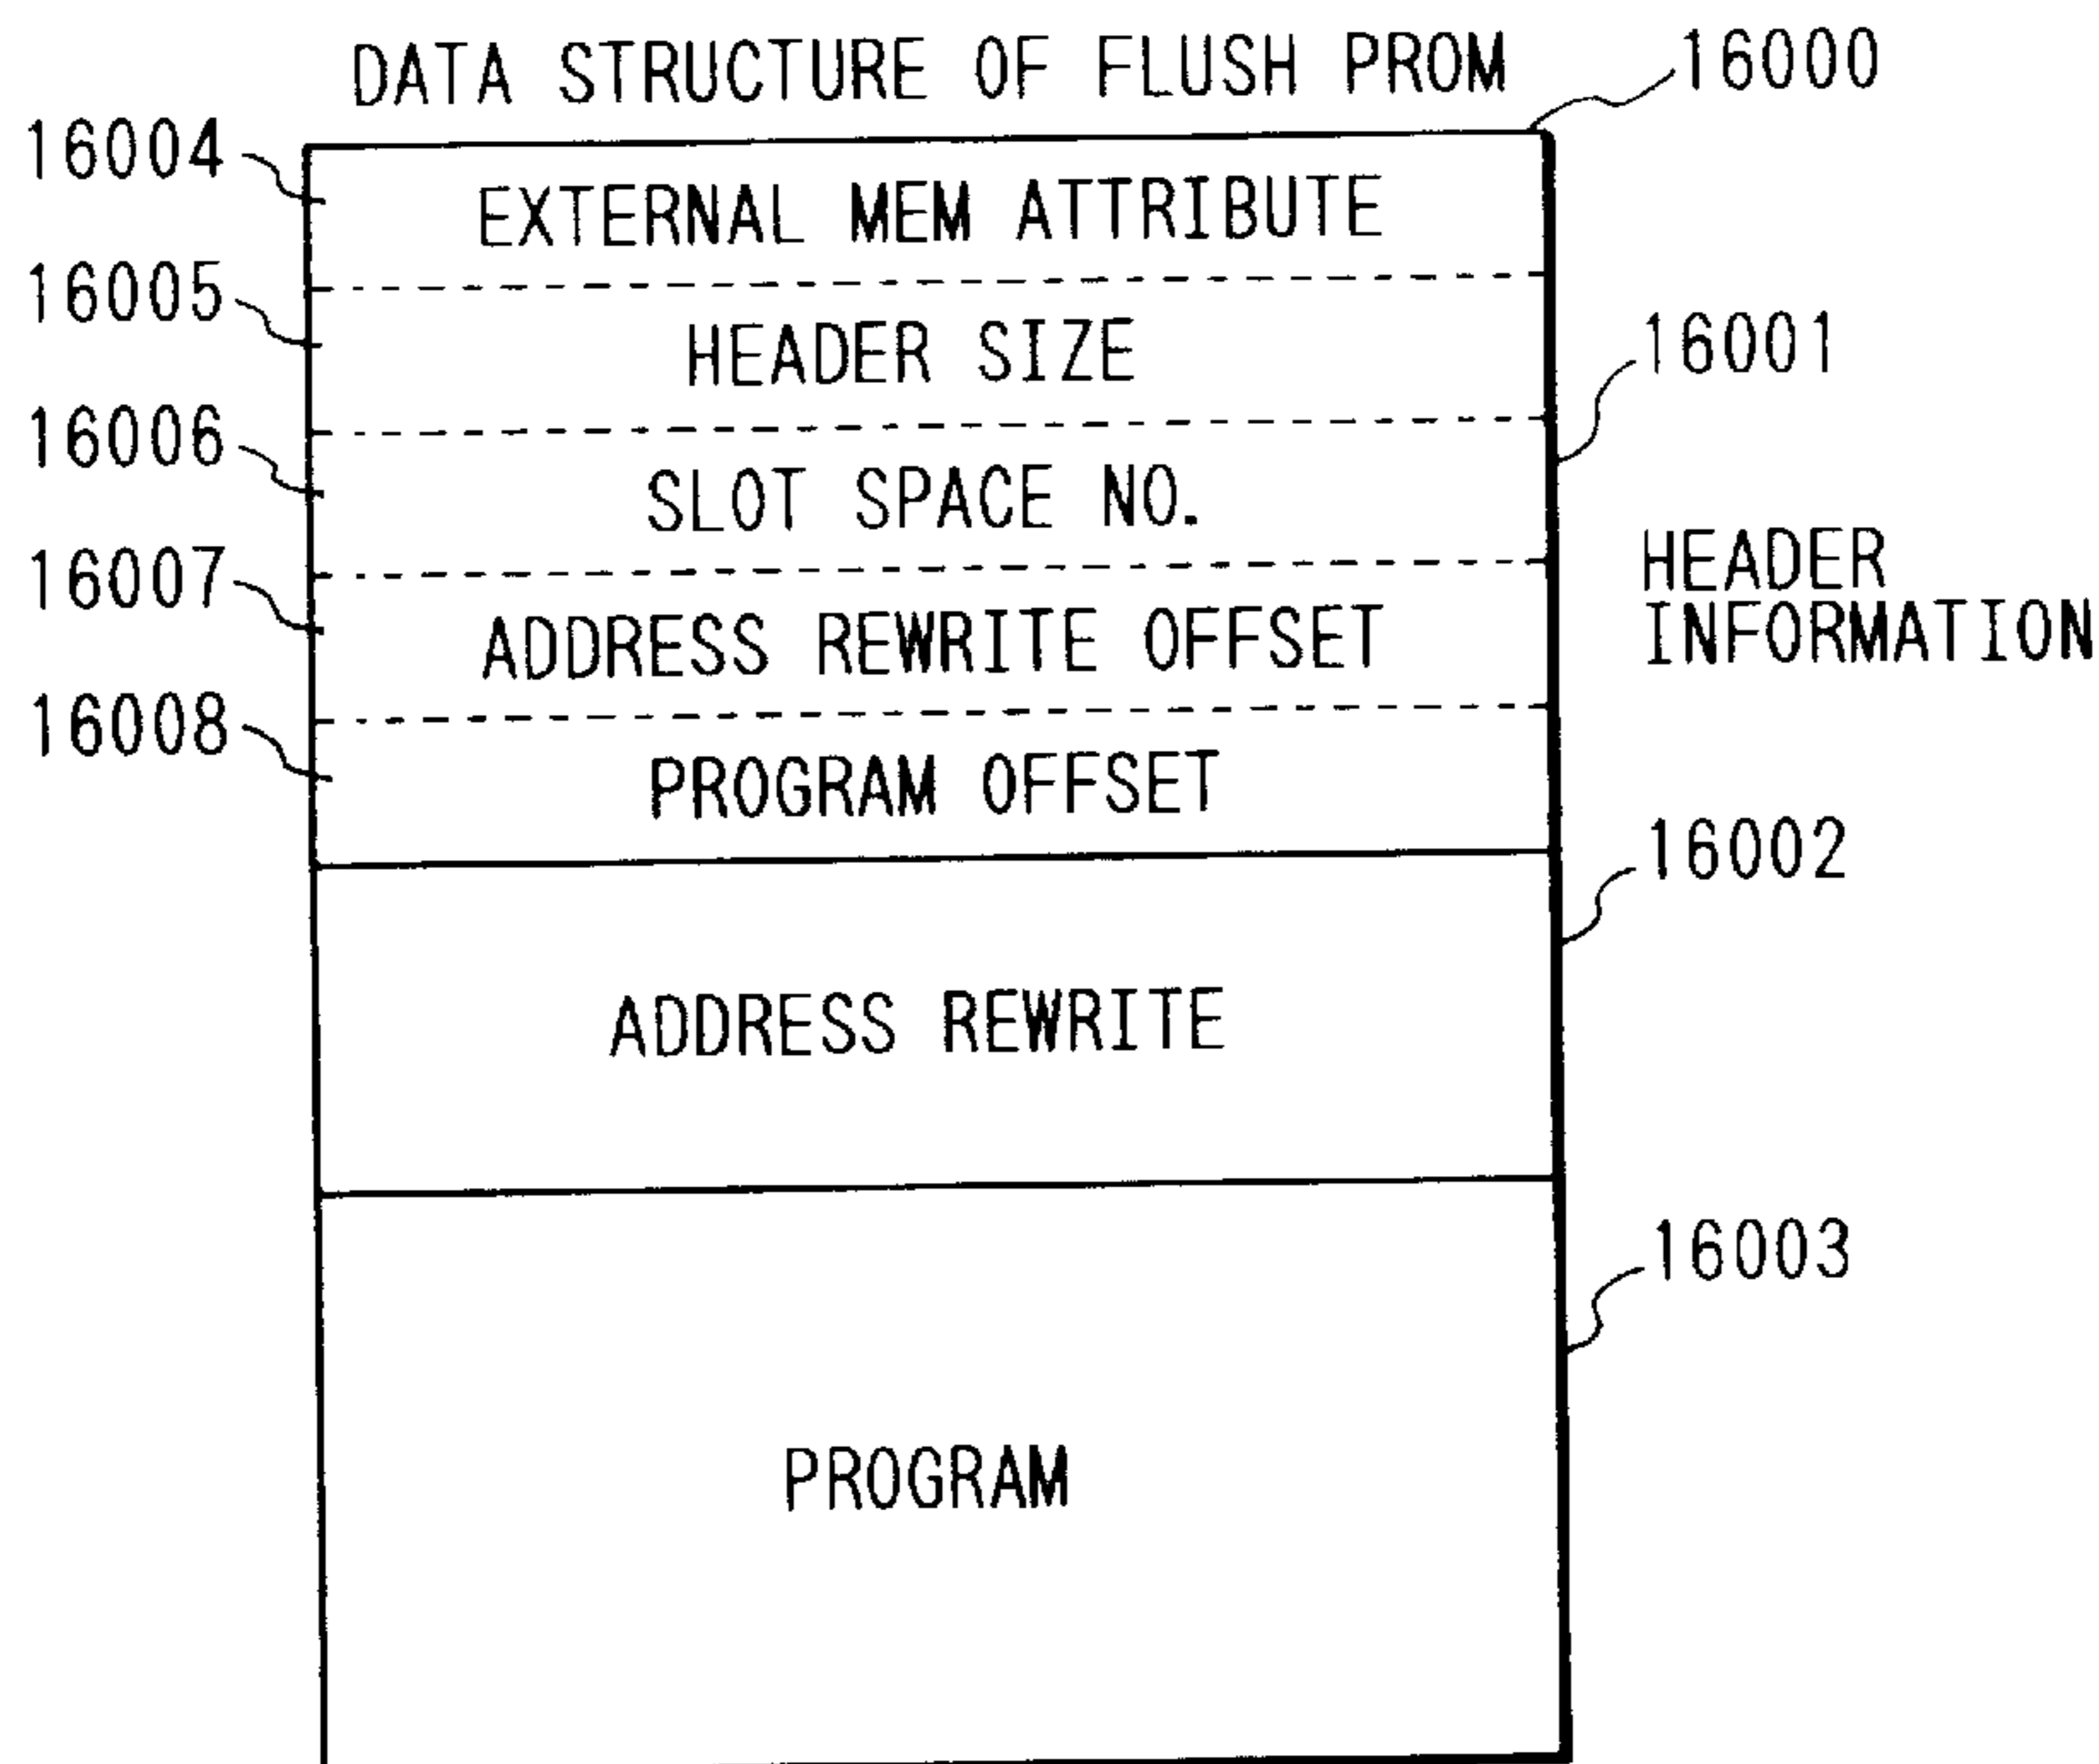 DATA STRUCTURE OF FLUSH PROM
16000
16004
EXTERNAL MEM ATTRIBUTE
16005
HEADER SIZE
16001
16006
SLOT SPACE NO.
HEADER
INFORMATION
16007
ADDRESS REWRITE OFFSET
16008
PROGRAM OFFSET
16002
ADDRESS REWRITE
16003
PROGRAM